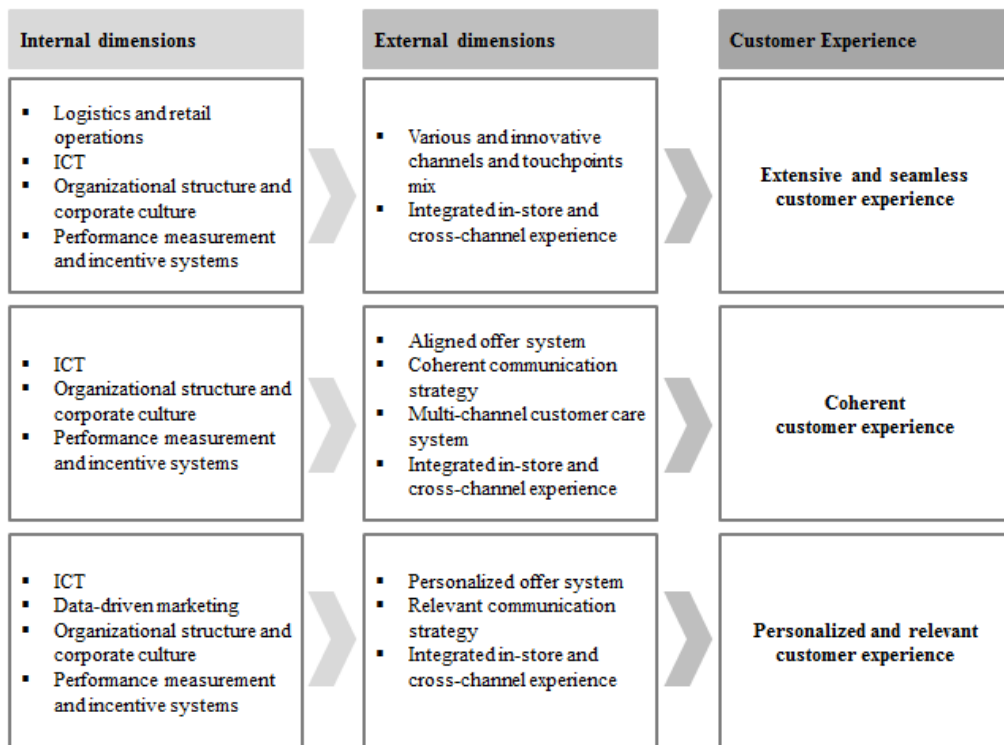 Internal dimensions
External dimensions
Customer Experience
▪ Logistics and retail
operations
▪ ICT
▪ Organizational structure and
corporate culture
▪ Performance measurement
and incentive systems
▪ Various and innovative
channels and touchpoints
mix
▪ Integrated in-store and
cross-channel experience
Extensive and seamless
customer experience
▪ ICT
▪ Organizational structure and
corporate culture
▪ Performance measurement
and incentive systems
▪ Aligned offer system
▪ Coherent communication
strategy
▪ Multi-channel customer care
system
▪ Integrated in-store and
cross-channel experience
Coherent
customer experience
▪ ICT
▪ Data-driven marketing
▪ Organizational structure and
corporate culture
▪ Performance measurement
and incentive systems
▪ Personalized offer system
▪ Relevant communication
strategy
▪ Integrated in-store and
cross-channel experience
Personalized and relevant
customer experience